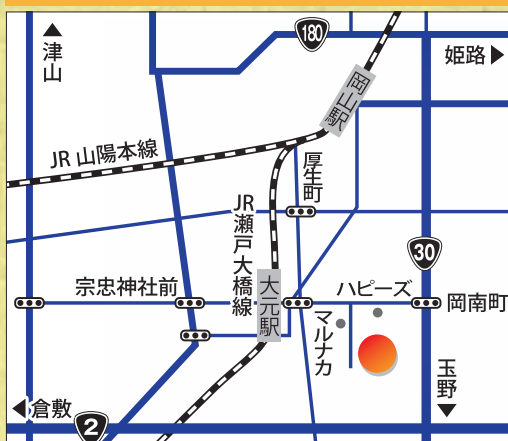 180
津山
姫路
岡山駅
JR 山陽本線
厚生町
JR瀬戸大橋線
30
宗忠神社前
大元駅
ハピーズ
岡南町
マルナカ
玉野
倉敷
2